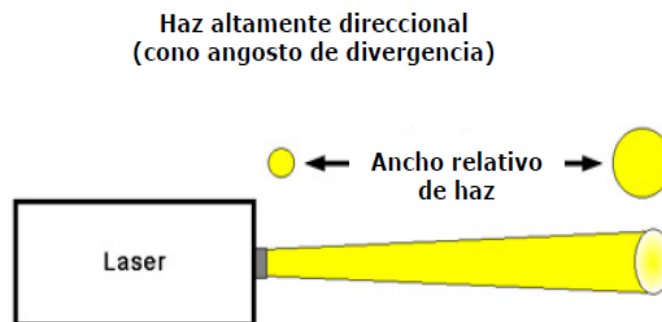 Haz altamente direccional
(cono angosto de divergencia)
Ancho relativo
de haz
Laser